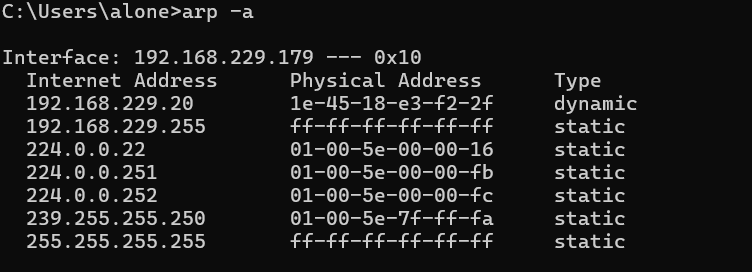 C:\Users\alone>arp -a
Interface: 192.168.229.179 --- 0x10
Internet Address Physical Address Type
192.168.229.20 1e-45-18-e3-f2-2f dynamic
192.168.229.255 ff-ff-ff-ff-ff-ff static
224.0.0.22 01-00-5e-00-00-16 static
224.0.0.251 01-00-5e-00-00-fb static
224.0.0.252 01-00-5e-00-00-fc static
239.255.255.250 01-00-5e-7f-ff-fa static
255.255.255.255 ff-ff-ff-ff-ff-ff static